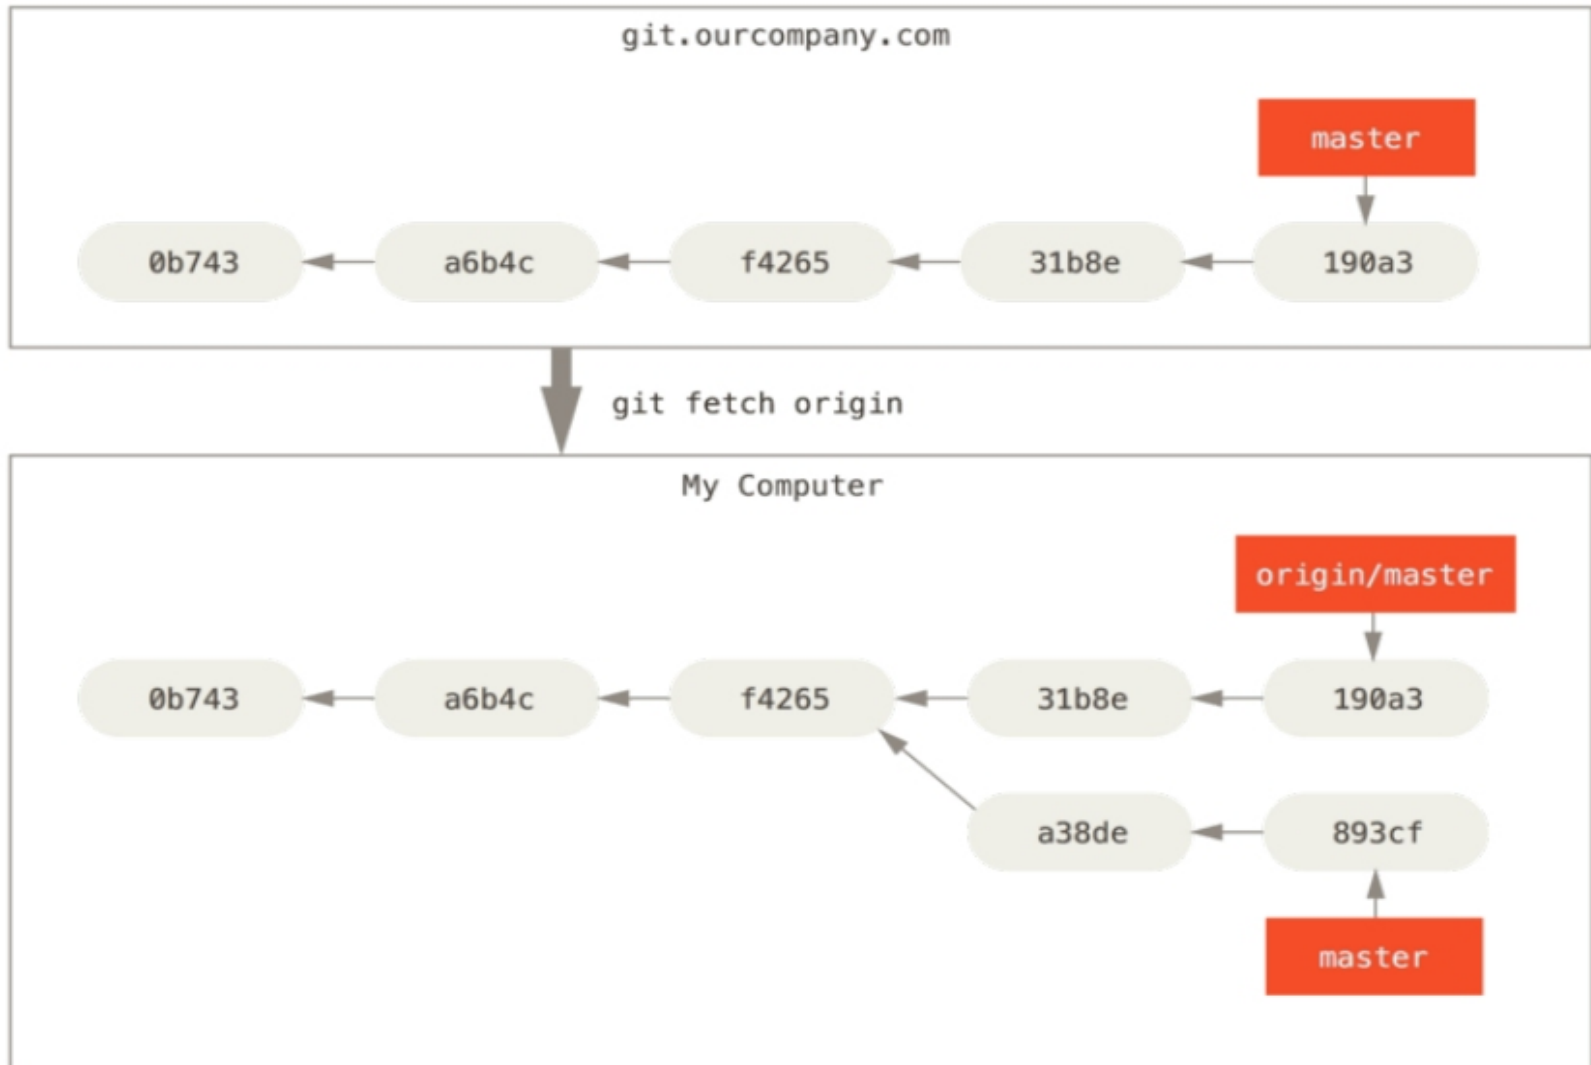 git.ourcompany.com
master
0b743 a6b4c f4265 31b8e 190a3
git fetch origin
My Computer
origin/master
0b743 a6b4c f4265 31b8e 190a3
a38de 893cf
master